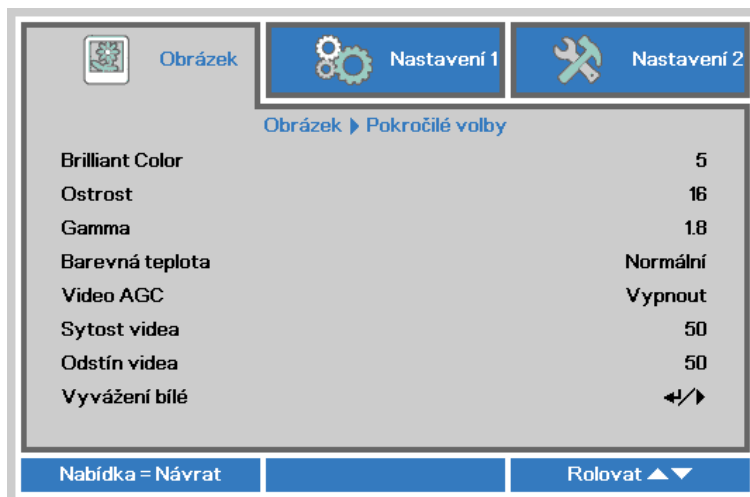 Obrázek Nastavení 1 Nastavení 2
Obrázek Pokročilé volby
Brilliant Color 5
Ostrost 16
Gamma 1.8
Barevná teplota Normální
Video AGC Vypnout
Sytost videa 50
Odstín videa 50
Vyvážení bílé ↵/▶
Nabídka = Návrat Rolovat ▲▼